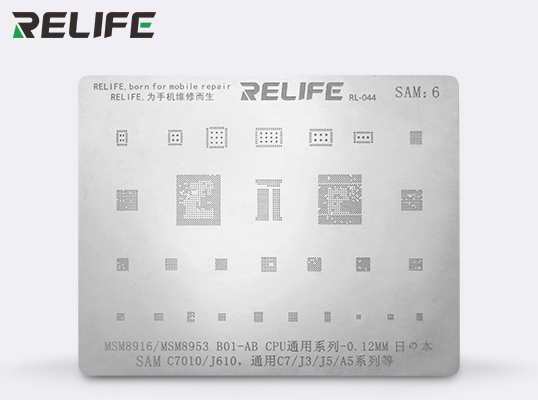 RELIFE
RELIFE, born for mobile repair
RELIFE, 为手机维修而生
RELIFE RL-044
SAM: 6
MSM8916/MSM8953 B01-AB CPU通用系列-0.12MM 日の本
SAM C7010/J610, 通用C7/J3/J5/A5系列等